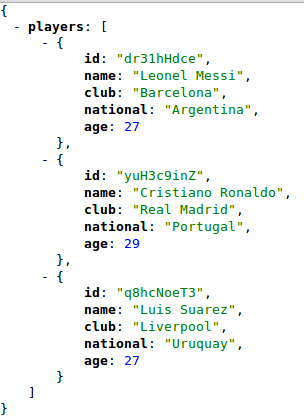 {
- players: [
- {
id: "dr31hHdce",
name: "Leonel Messi",
club: "Barcelona",
national: "Argentina",
age: 27
},
- {
id: "yuH3c9inZ",
name: "Cristiano Ronaldo",
club: "Real Madrid",
national: "Portugal",
age: 29
},
- {
id: "q8hcNoeT3",
name: "Luis Suarez",
club: "Liverpool",
national: "Uruquay",
age: 27
}
]
}